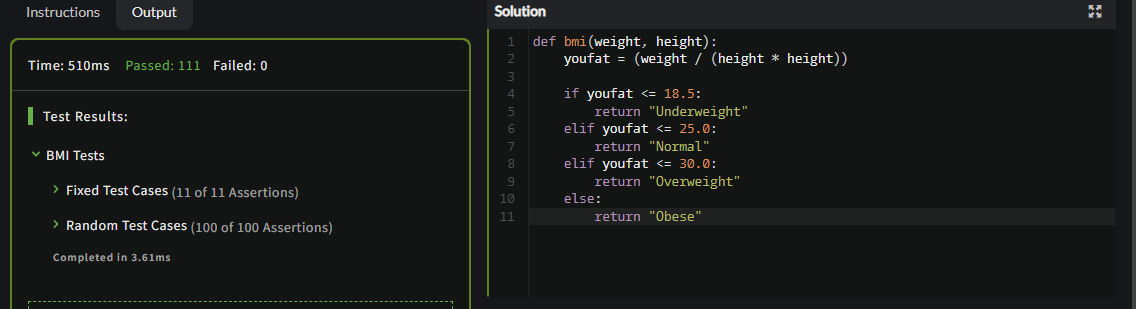 Instructions Output
Time: 510ms Passed: 111 Failed: 0
Test Results:
BMI Tests
Fixed Test Cases (11 of 11 Assertions)
Random Test Cases (100 of 100 Assertions)
Completed in 3.61ms
Solution
1 def bmi(weight, height):
2     youfat = (weight / (height * height))
3
4     if youfat <= 18.5:
5         return "Underweight"
6     elif youfat <= 25.0:
7         return "Normal"
8     elif youfat <= 30.0:
9         return "Overweight"
10     else:
11         return "Obese"